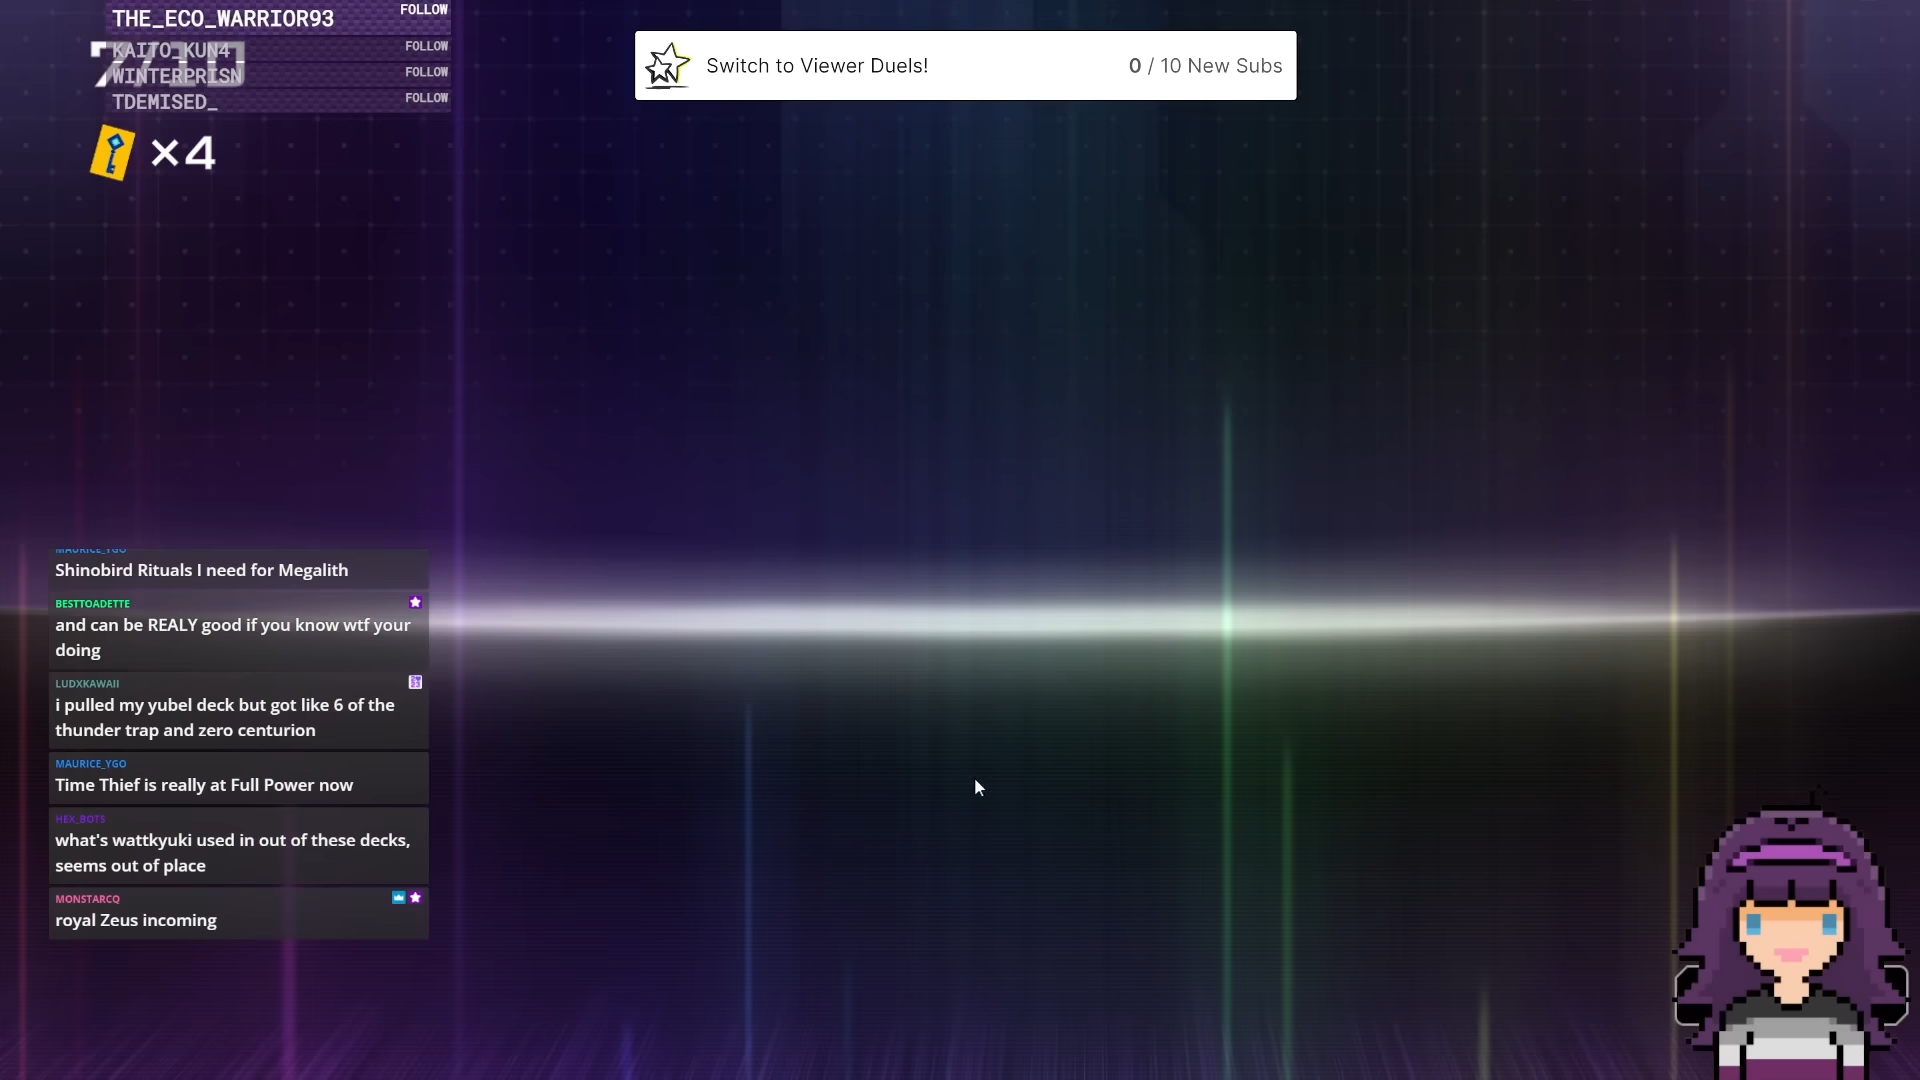 THE_ECO_WARRIOR93 FOLLOW
KAITO_KUN4 FOLLOW
WINTERPRISN FOLLOW
TDEMISED_ FOLLOW
×4
Switch to Viewer Duels! 0 / 10 New Subs
MAURICE_YGO
Shinobird Rituals I need for Megalith
BESTTOADETTE
and can be REALY good if you know wtf your
doing
LUDXKAWAII
i pulled my yubel deck but got like 6 of the
thunder trap and zero centurion
MAURICE_YGO
Time Thief is really at Full Power now
HEX_BOTS
what's wattkyuki used in out of these decks,
seems out of place
MONSTARCQ
royal Zeus incoming